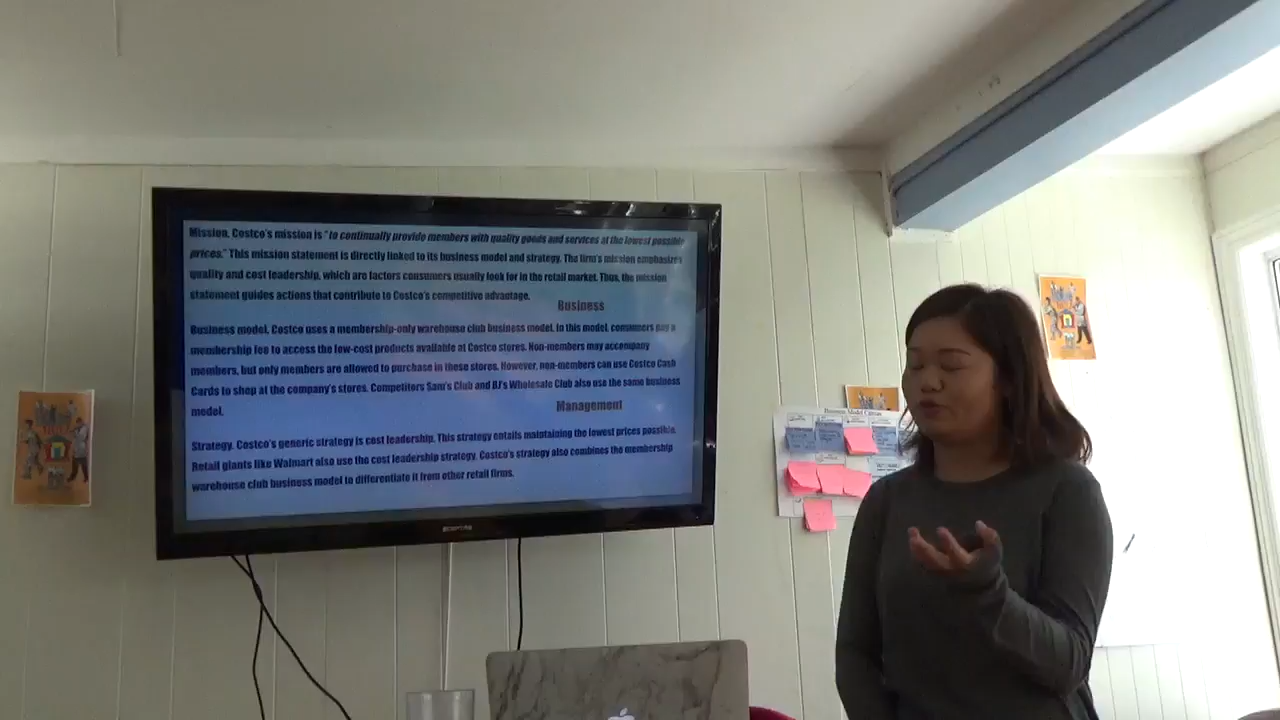 Mission. Costco's mission is "to continually provide members with quality goods and services at the lowest possible
prices." This mission statement is directly linked to its business model and strategy. The firm's mission emphasizes
quality and cost leadership, which are factors consumers usually look for in the retail market. Thus, the mission
statement guides actions that contribute to Costco's competitive advantage.
Business
Business model. Costco uses a membership-only warehouse club business model. In this model, consumers pay a
membership fee to access the low-cost products available at Costco stores. Non-members may accompany
members, but only members are allowed to purchase in these stores. However, non-members can use Costco Cash
Cards to shop at the company's stores. Competitors Sam's Club and BJ's Wholesale Club also use the same business
model.
Management
Strategy. Costco's generic strategy is cost leadership. This strategy entails maintaining the lowest prices possible.
Retail giants like Walmart also use the cost leadership strategy. Costco's strategy also combines the membership
warehouse club business model to differentiate it from other retail firms.
SCEPTRE
Business Model Canvas